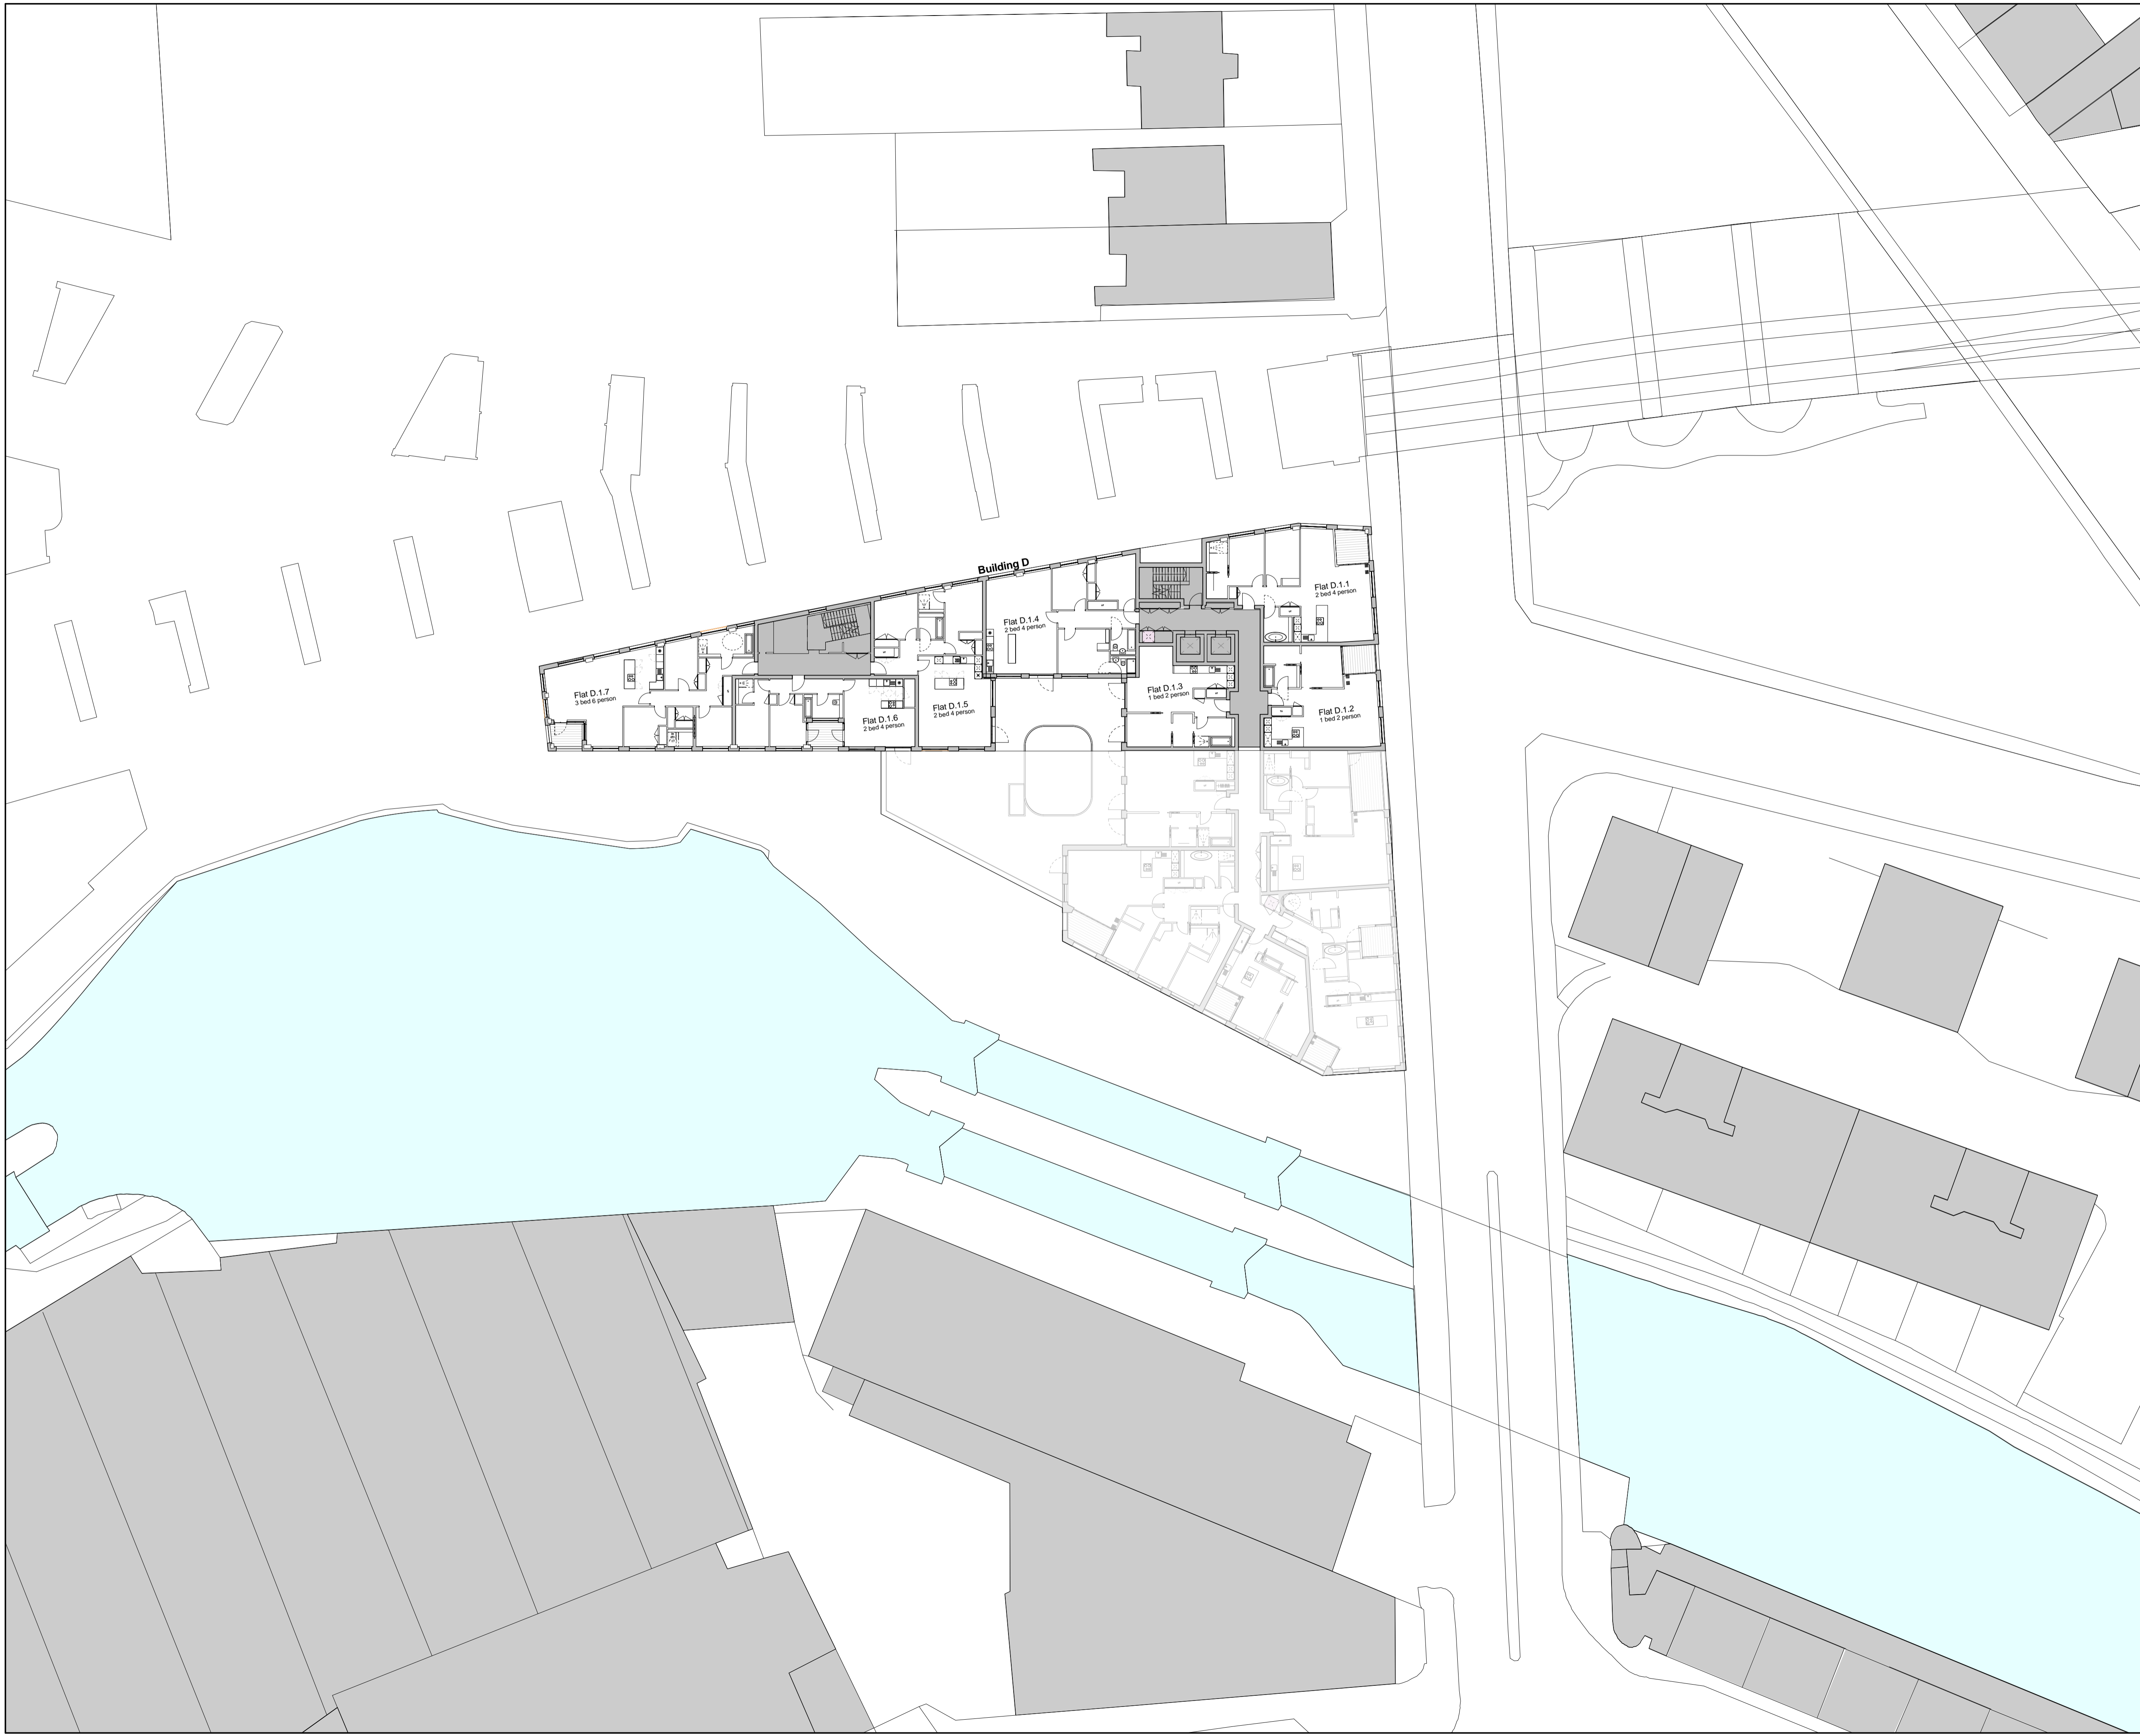 Building D
Flat D.1.1
2 bed 4 person
Flat D.1.4
2 bed 4 person
Flat D.1.7
3 bed 6 person
Flat D.1.3
1 bed 2 person
Flat D.1.5
2 bed 4 person
Flat D.1.2
1 bed 2 person
Flat D.1.6
2 bed 4 person